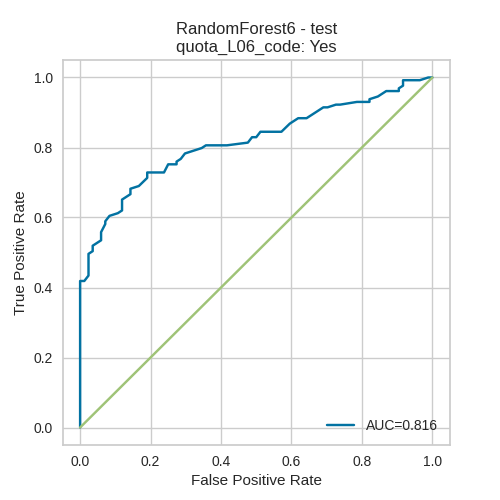 RandomForest6 - test
quota_L06_code: Yes
1.0
0.8
0.6
0.4
0.2
0.0
True Positive Rate
AUC=0.816
0.0 0.2 0.4 0.6 0.8 1.0
False Positive Rate